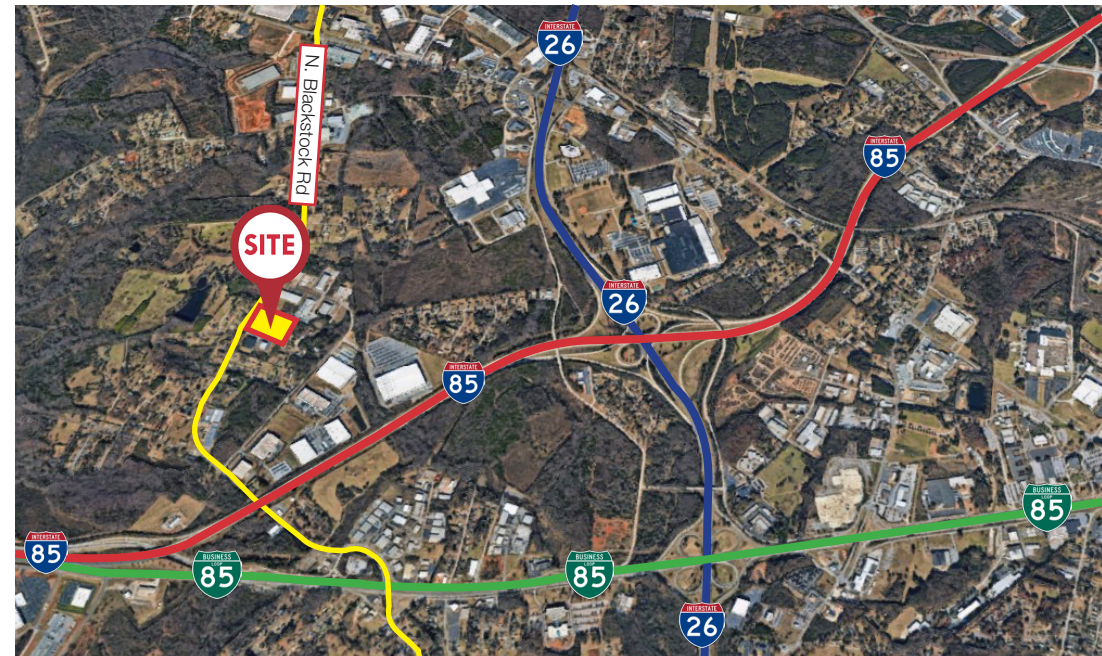 INTERSTATE
26
N. Blackstock Rd
INTERSTATE
85
SITE
INTERSTATE
26
INTERSTATE
85
BUSINESS
LOOP
85
INTERSTATE
85
BUSINESS
LOOP
85
BUSINESS
LOOP
85
INTERSTATE
26